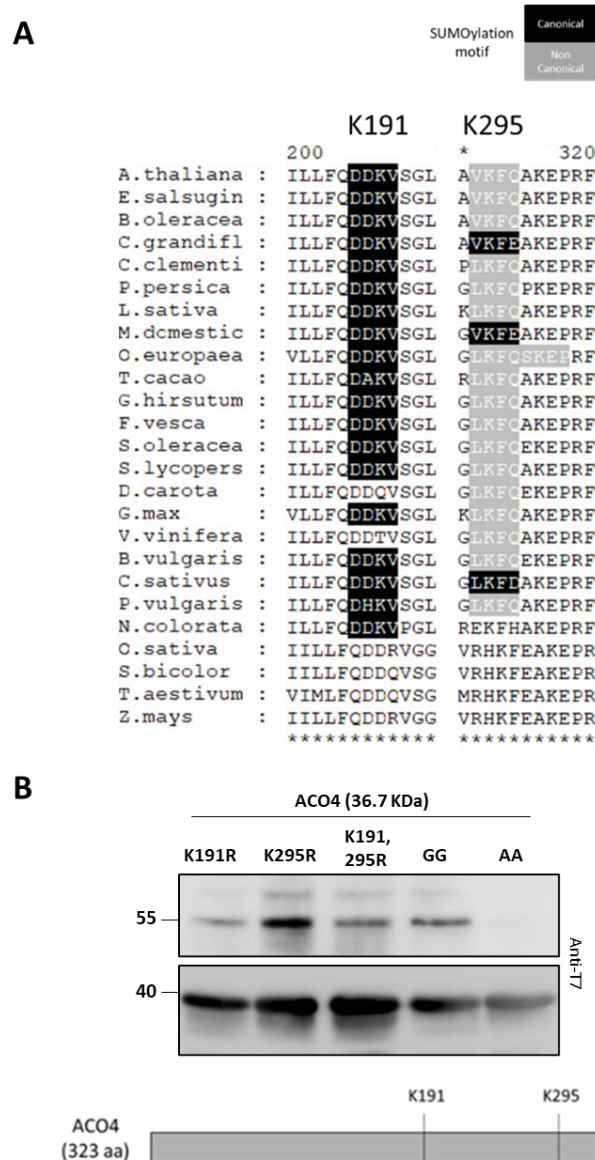 A
SUMOylation
motif
Canonical
Non
Canonical
K191 K295
200 * 320
A.thaliana : ILLFQDDKVSGL AVKFQAKEPRF
E.salsugin : ILLFQDDKVSGL AVKFQAKEPRF
B.oleracea : ILLFQDDKVSGL AVKFQAKEPRF
C.grandifl : ILLFQDDKVSGL AVKFEAKEPRF
C.clementi : ILLFQDDKVSGL PLKFQAKEPRF
P.persica : ILLFQDDKVSGL GLKFQPKEPRF
L.sativa : ILLFQDDKVSGL KLKFQAKEPRF
M.domestic : ILLFQDDKVSGL GVKFEAKEPRF
O.europaea : VLLFQDDKVSGL GLKFQSKEPRF
T.cacao : ILLFQDAKVSGL RLKFQAKEPRF
G.hirsutum : ILLFQDDKVSGL GLKFQAKEPRF
F.vesca : ILLFQDDKVSGL GLKFQAKEPRF
S.oleracea : ILLFQDDKVSGL GLKFQEKEPRF
S.lycopers : ILLFQDDKVSGL GLKFQAKEPRF
D.carota : ILLFQDDQVSGL GLKFQEKEPRF
G.max : VLLFQDDKVSGL KLKFQAKEPRF
V.vinifera : ILLFQDDTVSGL GLKFQAKEPRF
B.vulgaris : ILLFQDDKVSGL GLKFQEKEPRF
C.sativus : ILLFQDDKVSGL GLKFDAKEPRF
P.vulgaris : ILLFQDHKVSGL GLKFQAKEPRF
N.colorata : ILLFQDDKVPGL REKFHAKEPRF
O.sativa : IILLFQDDRVGG VRHKFEAKEPR
S.bicolor : IILLFQDDQVSG VRHKFEAKEPR
T.aestivum : VIMLFQDDQVSG MRHKFEAKEPR
Z.mays : IILLFQDDRVGG VRHKFEAKEPR
************ ***********
B
ACO4 (36.7 KDa)
K191R K295R K191,
295R GG AA
55
40
Anti-T7
K191 K295
ACO4
(323 aa)